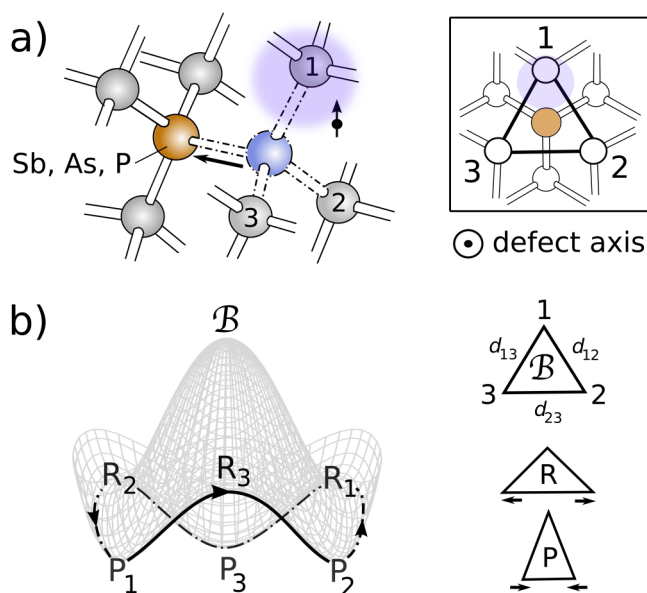 a)
1
Sb, As, P
3
2
1
3
2
defect axis
b)
ℬ
R₂
R₃
R₁
P₁
P₃
P₂
1
d₁₃
ℬ
d₁₂
3
2
d₂₃
R
P